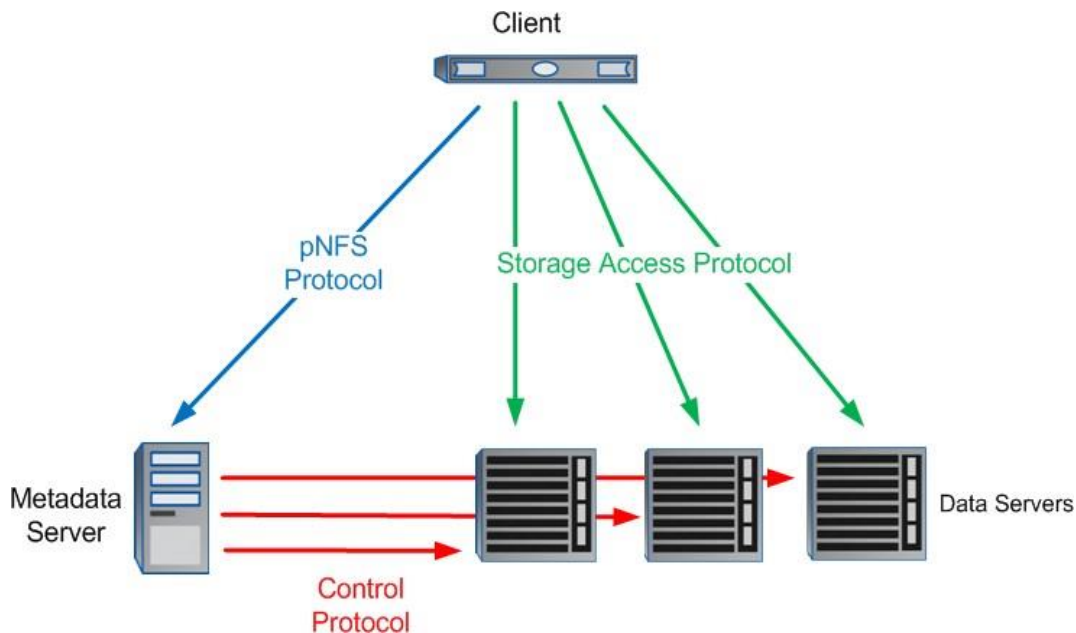 Client
pNFS
Protocol
Storage Access Protocol
Metadata
Server
Data Servers
Control
Protocol